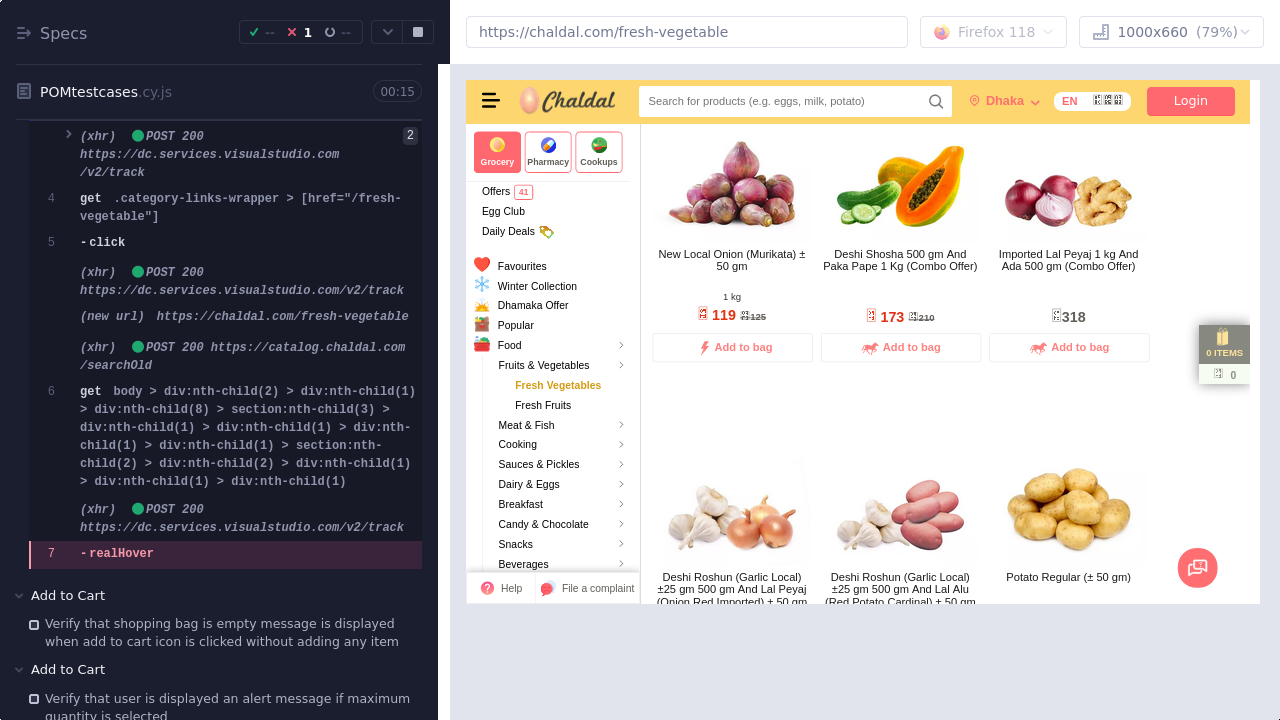 Specs
--
1
--
https://chaldal.com/fresh-vegetable
Firefox 118
1000x660 (79%)
POMtestcases.cy.js
00:15
(xhr) POST 200
https://dc.services.visualstudio.com
/v2/track
2
4 get .category-links-wrapper > [href="/fresh-
vegetable"]
5 -click
(xhr) POST 200
https://dc.services.visualstudio.com/v2/track
(new url) https://chaldal.com/fresh-vegetable
(xhr) POST 200 https://catalog.chaldal.com
/searchOld
6 get body > div:nth-child(2) > div:nth-child(1)
> div:nth-child(8) > section:nth-child(3) >
div:nth-child(1) > div:nth-child(1) > div:nth-
child(1) > div:nth-child(1) > section:nth-
child(2) > div:nth-child(2) > div:nth-child(1)
> div:nth-child(1) > div:nth-child(1)
(xhr) POST 200
https://dc.services.visualstudio.com/v2/track
7 -realHover
Add to Cart
Verify that shopping bag is empty message is displayed
when add to cart icon is clicked without adding any item
Add to Cart
Verify that user is displayed an alert message if maximum
quantity is selected
Chaldal
Search for products (e.g. eggs, milk, potato)
Dhaka
EN
Login
Grocery
Pharmacy
Cookups
Offers 41
Egg Club
Daily Deals
Favourites
Winter Collection
Dhamaka Offer
Popular
Food
Fruits & Vegetables
Fresh Vegetables
Fresh Fruits
Meat & Fish
Cooking
Sauces & Pickles
Dairy & Eggs
Breakfast
Candy & Chocolate
Snacks
Beverages
Help
File a complaint
New Local Onion (Murikata) ±
50 gm
1 kg
119 125
Add to bag
Deshi Shosha 500 gm And
Paka Pape 1 Kg (Combo Offer)
173 210
Add to bag
Imported Lal Peyaj 1 kg And
Ada 500 gm (Combo Offer)
318
Add to bag
0 ITEMS
0
Deshi Roshun (Garlic Local)
±25 gm 500 gm And Lal Peyaj
(Onion Red Imported) ± 50 gm
Deshi Roshun (Garlic Local)
±25 gm 500 gm And Lal Alu
(Red Potato Cardinal) ± 50 gm
Potato Regular (± 50 gm)